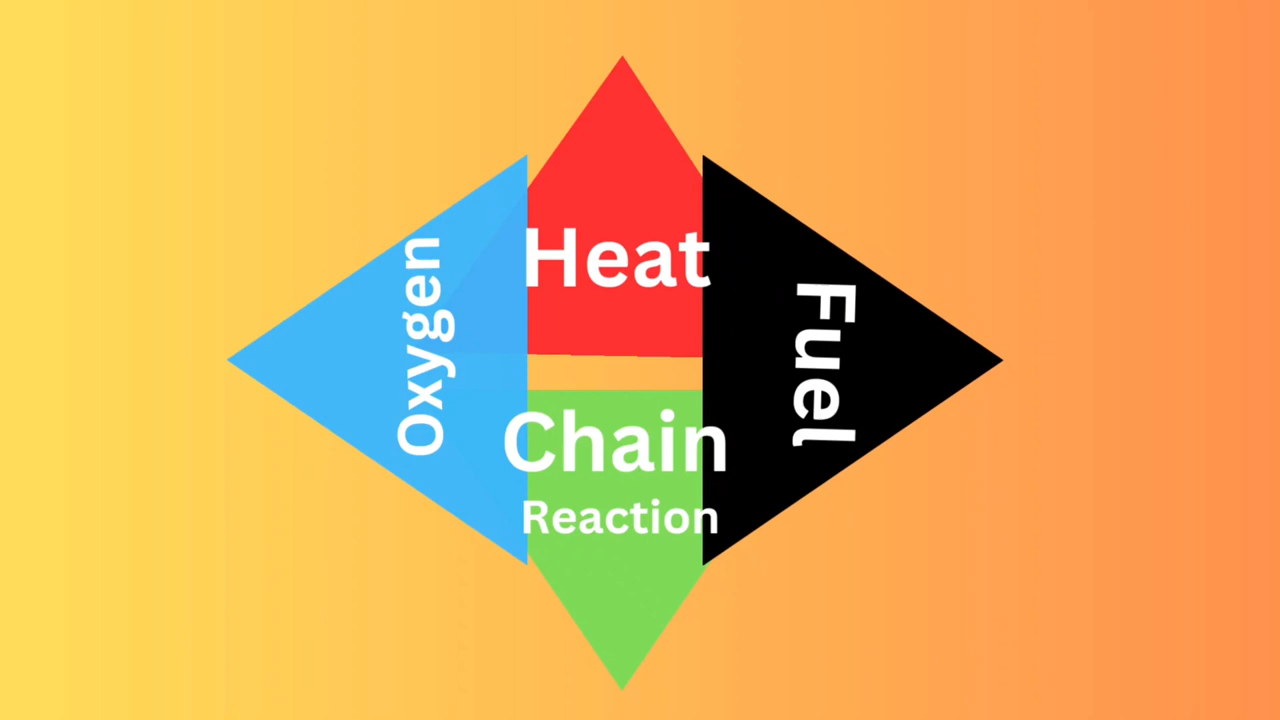 Oxygen
Heat
Chain
Reaction
Fuel